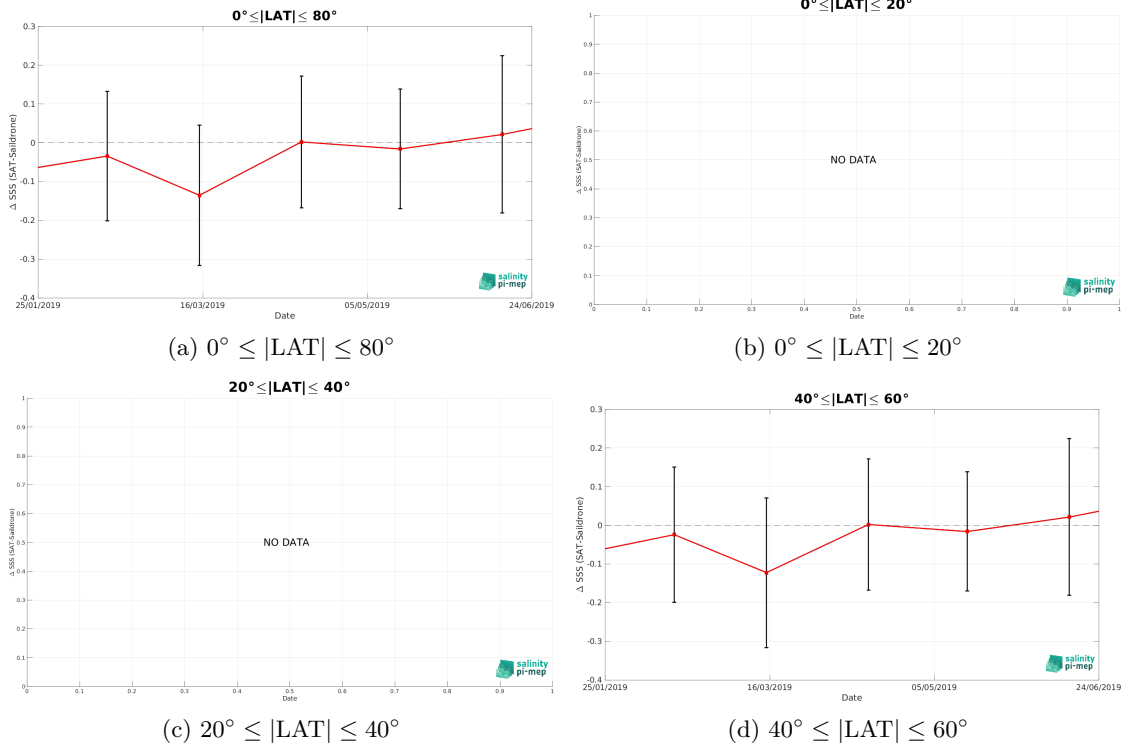 0°≤|LAT|≤ 80°
0.3
0.2
0.1
0
-0.1
-0.2
-0.3
-0.4
Δ SSS (SAT-Saildrone)
25/01/2019 16/03/2019 05/05/2019 24/06/2019
Date
salinity
pi-mep
(a) 0° ≤ |LAT| ≤ 80°
0°≤|LAT|≤ 20°
1
0.9
0.8
0.7
0.6
0.5
0.4
0.3
0.2
0.1
0
Δ SSS (SAT-Saildrone)
NO DATA
0 0.1 0.2 0.3 0.4 0.5 0.6 0.7 0.8 0.9 1
Date
salinity
pi-mep
(b) 0° ≤ |LAT| ≤ 20°
20°≤|LAT|≤ 40°
1
0.9
0.8
0.7
0.6
0.5
0.4
0.3
0.2
0.1
0
Δ SSS (SAT-Saildrone)
NO DATA
0 0.1 0.2 0.3 0.4 0.5 0.6 0.7 0.8 0.9 1
Date
salinity
pi-mep
(c) 20° ≤ |LAT| ≤ 40°
40°≤|LAT|≤ 60°
0.3
0.2
0.1
0
-0.1
-0.2
-0.3
-0.4
Δ SSS (SAT-Saildrone)
25/01/2019 16/03/2019 05/05/2019 24/06/2019
Date
salinity
pi-mep
(d) 40° ≤ |LAT| ≤ 60°